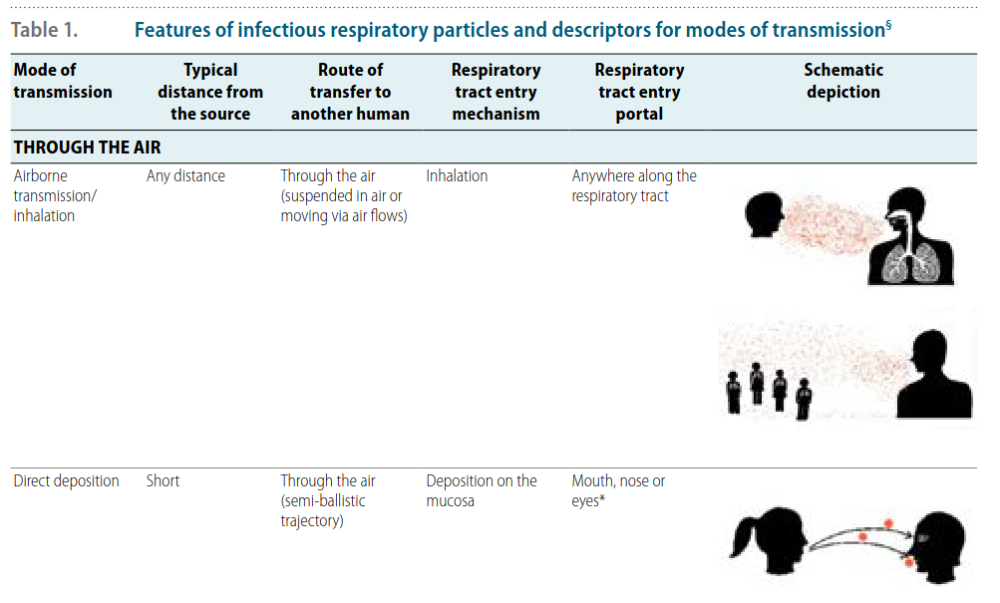 Table 1. Features of infectious respiratory particles and descriptors for modes of transmission§
Mode of transmission
Typical distance from the source
Route of transfer to another human
Respiratory tract entry mechanism
Respiratory tract entry portal
Schematic depiction
THROUGH THE AIR
Airborne transmission/ inhalation
Any distance
Through the air (suspended in air or moving via air flows)
Inhalation
Anywhere along the respiratory tract
Direct deposition
Short
Through the air (semi-ballistic trajectory)
Deposition on the mucosa
Mouth, nose or eyes*